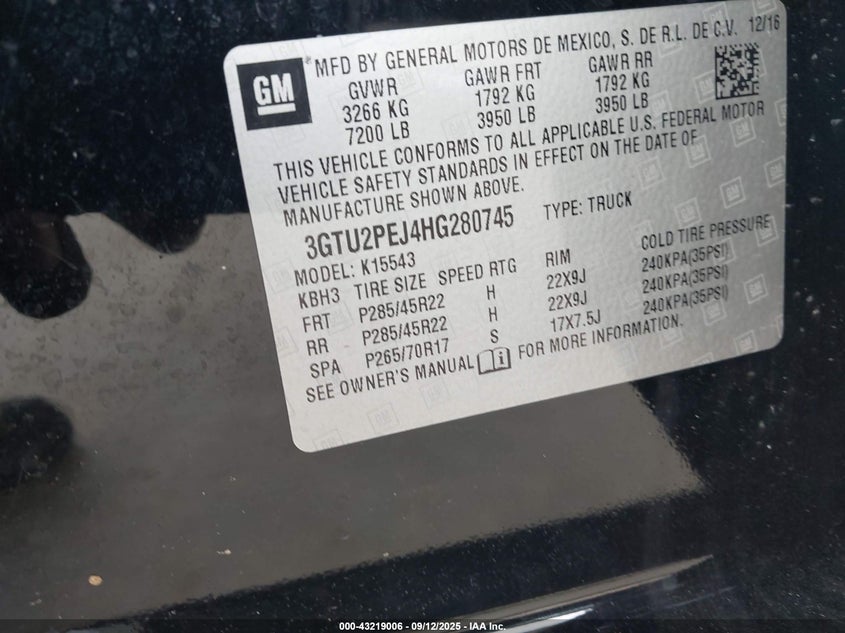 GM
MFD BY GENERAL MOTORS DE MEXICO, S. DE R.L. DE C.V. 12/16
GVWR GAWR FRT GAWR RR
3266 KG 1792 KG 1792 KG
7200 LB 3950 LB 3950 LB
THIS VEHICLE CONFORMS TO ALL APPLICABLE U.S. FEDERAL MOTOR
VEHICLE SAFETY STANDARDS IN EFFECT ON THE DATE OF
MANUFACTURE SHOWN ABOVE.
3GTU2PEJ4HG280745 TYPE: TRUCK
MODEL: K15543
KBH3 TIRE SIZE SPEED RTG RIM COLD TIRE PRESSURE
FRT P285/45R22 H 22X9J 240KPA(35PSI)
RR P285/45R22 H 22X9J 240KPA(35PSI)
SPA P265/70R17 S 17X7.5J 240KPA(35PSI)
SEE OWNER'S MANUAL FOR MORE INFORMATION.
000-43219006 - 09/12/2025 - IAA Inc.